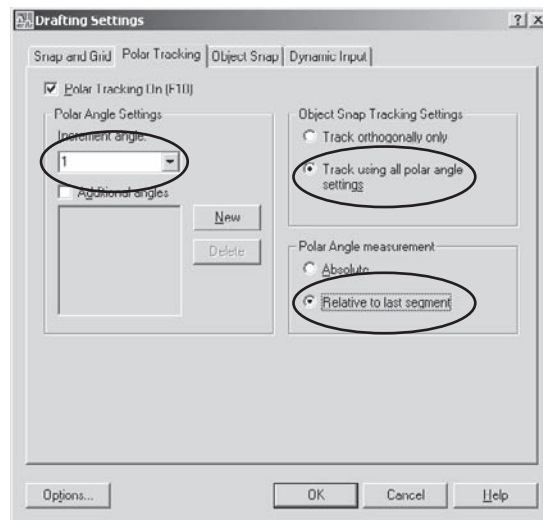 Drafting Settings
? X
Snap and Grid Polar Tracking Object Snap Dynamic Input
Polar Tracking On (F10)
Polar Angle Settings
Increment angle:
1
Additional angles
New
Delete
Object Snap Tracking Settings
Track orthogonally only
Track using all polar angle
settings
Polar Angle measurement
Absolute
Relative to last segment
Options...
OK Cancel Help